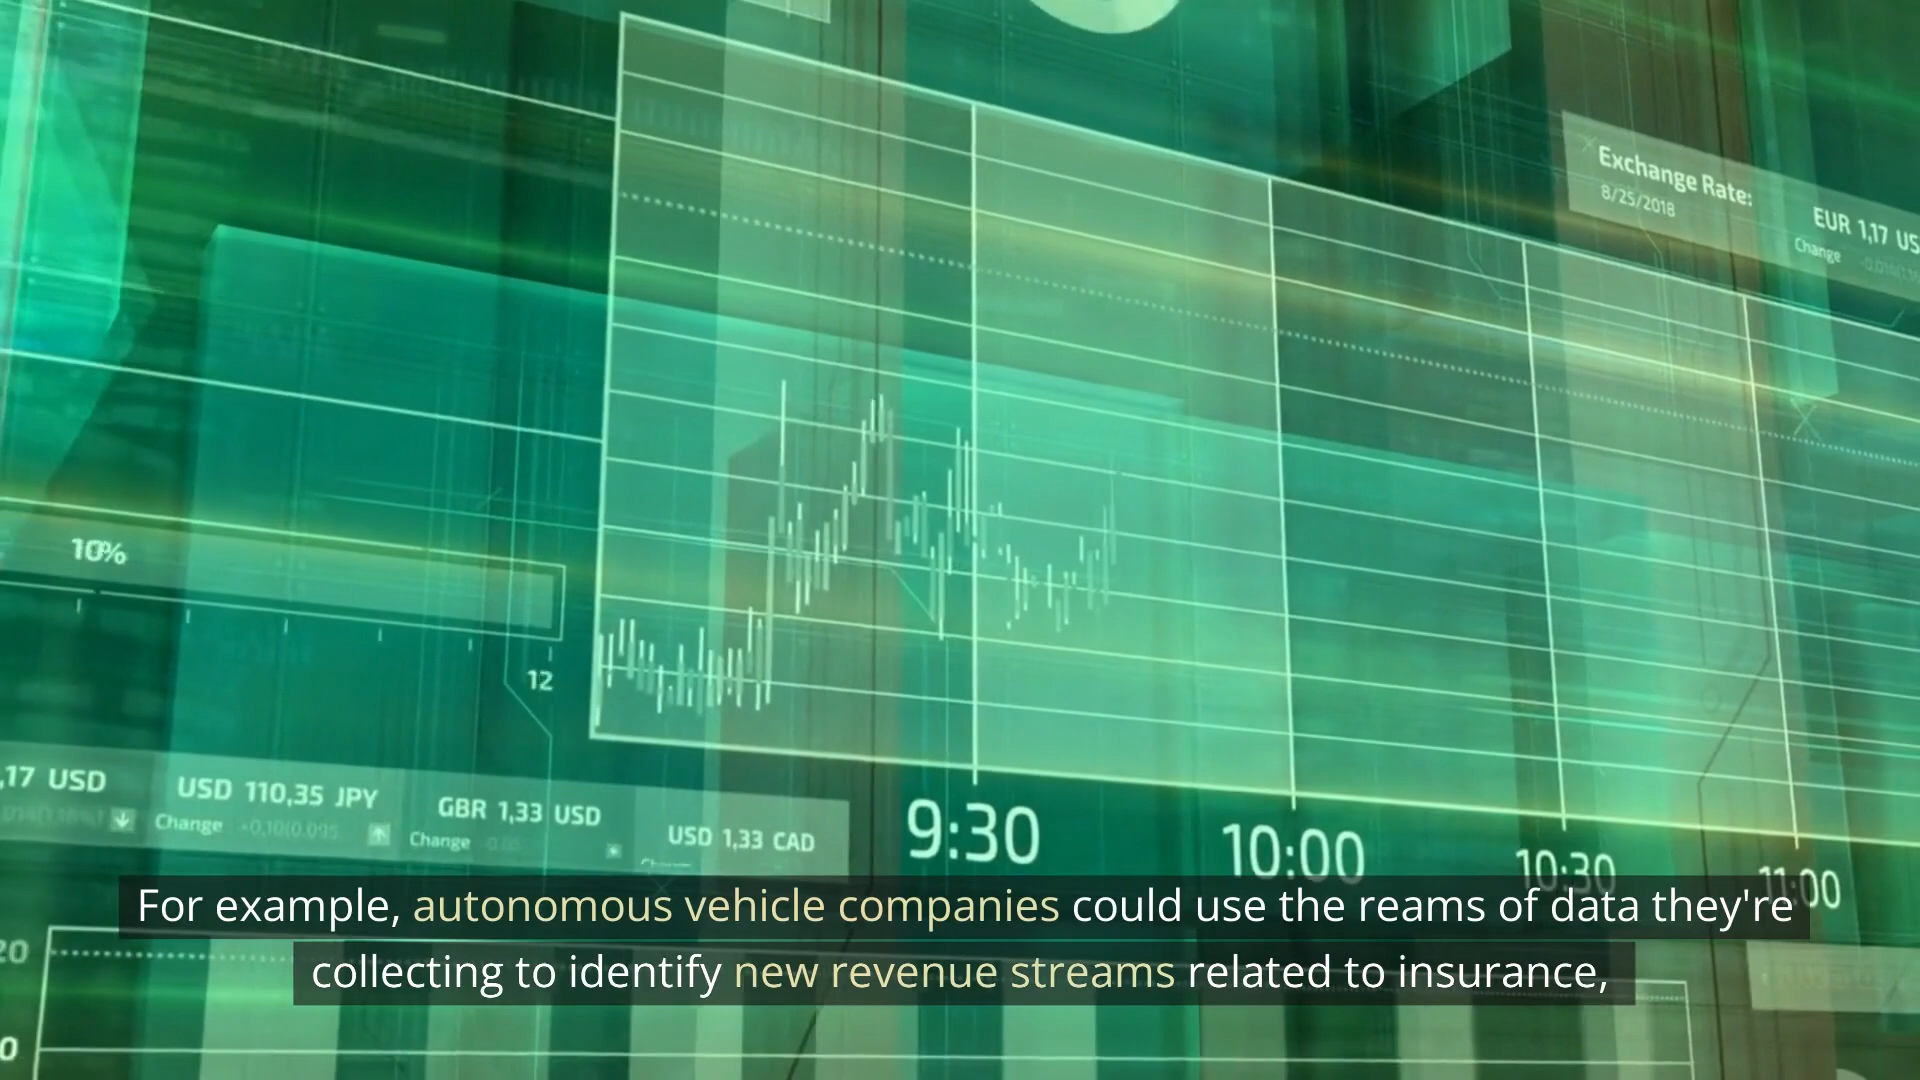 Exchange Rate:
8/25/2018
EUR 1,17 US
Change
10%
12
,17 USD
USD 110,35 JPY
Change
GBR 1,33 USD
Change
USD 1,33 CAD
9:30
10:00
10:30
11:00
20
0
For example, autonomous vehicle companies could use the reams of data they're
collecting to identify new revenue streams related to insurance,